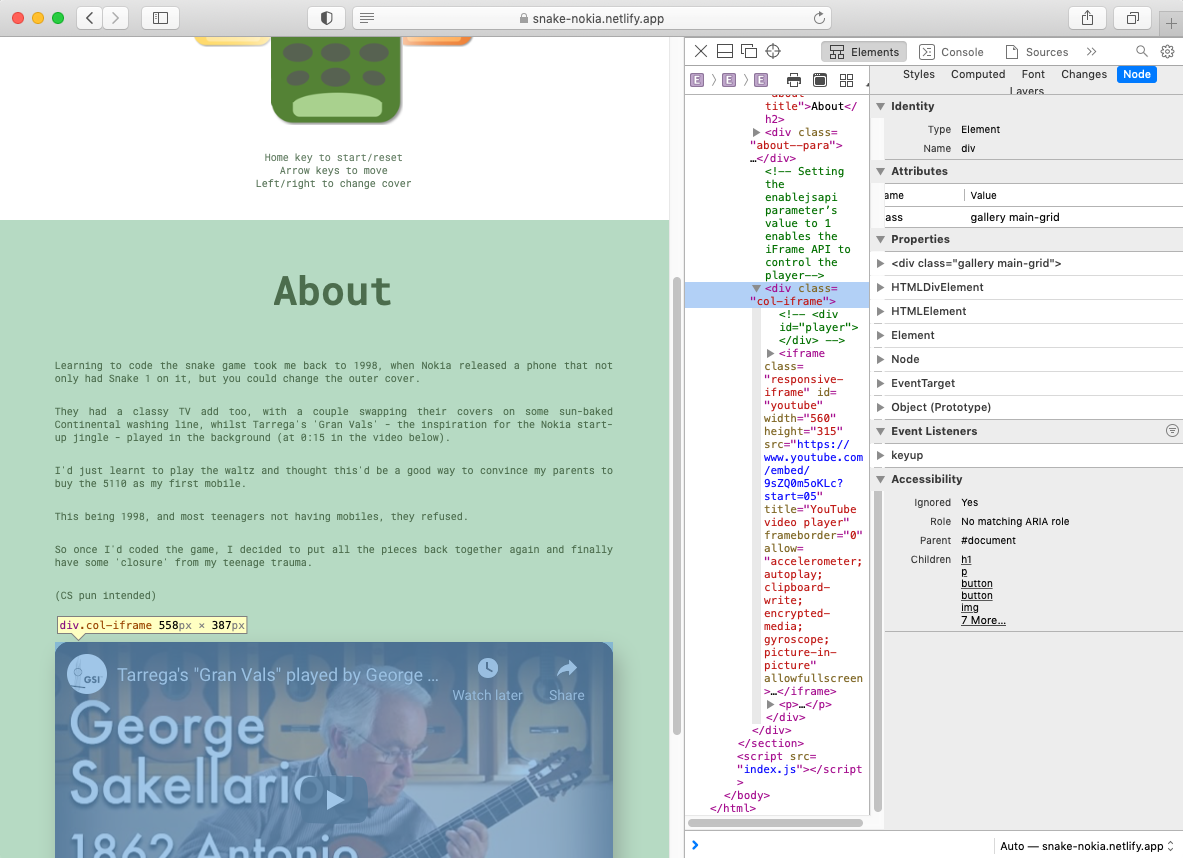 snake-nokia.netlify.app
Home key to start/reset
Arrow keys to move
Left/right to change cover
About
Learning to code the snake game took me back to 1998, when Nokia released a phone that not
only had Snake 1 on it, but you could change the outer cover.
They had a classy TV add too, with a couple swapping their covers on some sun-baked
Continental washing line, whilst Tarrega's 'Gran Vals' - the inspiration for the Nokia start-
up jingle - played in the background (at 0:15 in the video below).
I'd just learnt to play the waltz and thought this'd be a good way to convince my parents to
buy the 5110 as my first mobile.
This being 1998, and most teenagers not having mobiles, they refused.
So once I'd coded the game, I decided to put all the pieces back together again and finally
have some 'closure' from my teenage trauma.
(CS pun intended)
div.col-iframe 558px × 387px
GSI
Tarrega's "Gran Vals" played by George ...
Watch later
Share
George
Sakellario
1862 Antonio
Elements
Console
Sources
E
E
E
Styles
Computed
Font
Changes
Node
Layers
"about--
title">About</
h2>
<div class=
"about--para">
…</div>
<!-- Setting
the
enablejsapi
parameter’s
value to 1
enables the
iFrame API to
control the
player-->
<div class=
"col-iframe">
<!-- <div
id="player">
</div> -->
<iframe
class=
"responsive-
iframe" id=
"youtube"
width="560"
height="315"
src="https://
www.youtube.com
/embed/
9sZQ0m5oKLc?
start=05"
title="YouTube
video player"
frameborder="0"
allow=
"accelerometer;
autoplay;
clipboard-
write;
encrypted-
media;
gyroscope;
picture-in-
picture"
allowfullscreen
>…</iframe>
<p>…</p>
</div>
</div>
</section>
<script src=
"index.js"></script
>
</body>
</html>
Identity
Type Element
Name div
Attributes
ame Value
ass gallery main-grid
Properties
<div class="gallery main-grid">
HTMLDivElement
HTMLElement
Element
Node
EventTarget
Object (Prototype)
Event Listeners
keyup
Accessibility
Ignored Yes
Role No matching ARIA role
Parent #document
Children h1
p
button
button
img
7 More…
Auto — snake-nokia.netlify.app